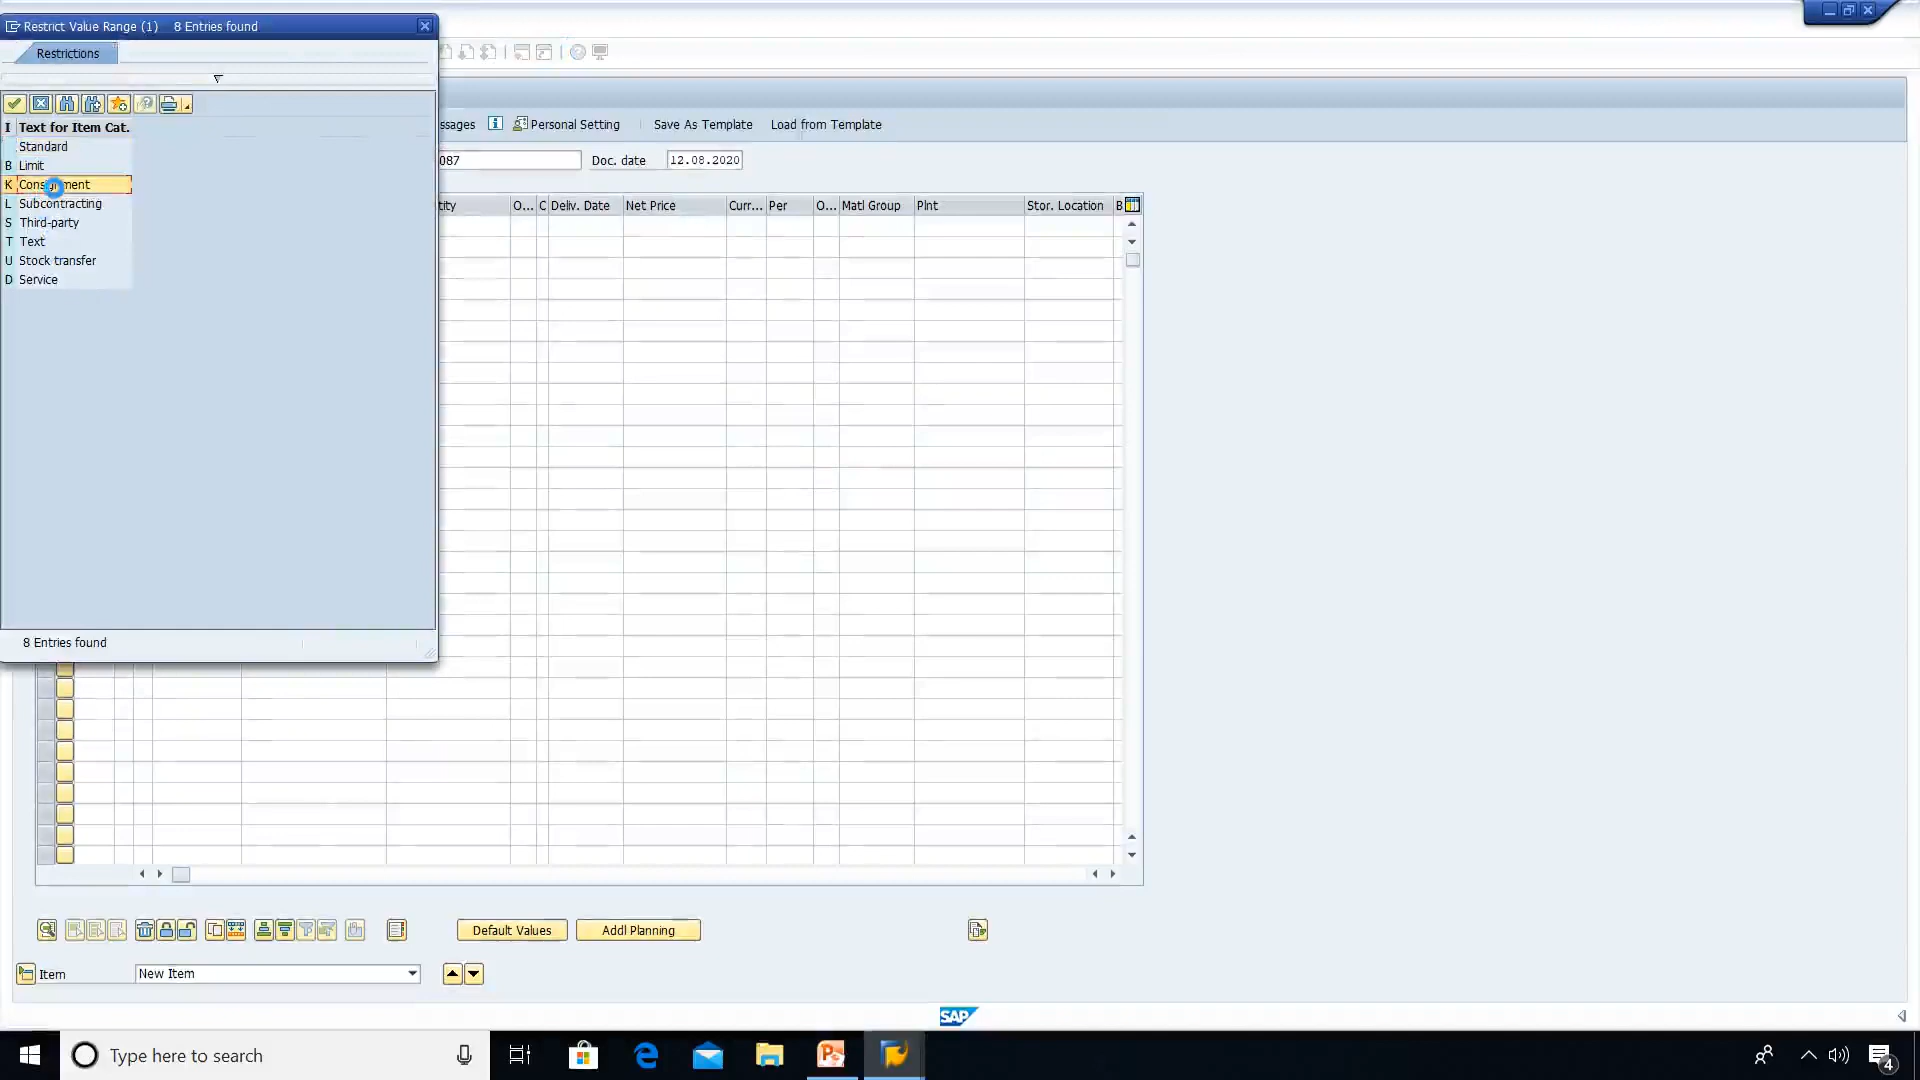 Restrict Value Range (1) 8 Entries found
Restrictions
I Text for Item Cat.
Standard
B Limit
K Consignment
L Subcontracting
S Third-party
T Text
U Stock transfer
D Service
8 Entries found
ssages
Personal Setting
Save As Template
Load from Template
087
Doc. date
12.08.2020
tity O... C Deliv. Date Net Price Curr... Per O... Matl Group Plnt Stor. Location B
Default Values
Addl Planning
Item
New Item
SAP
Type here to search
4